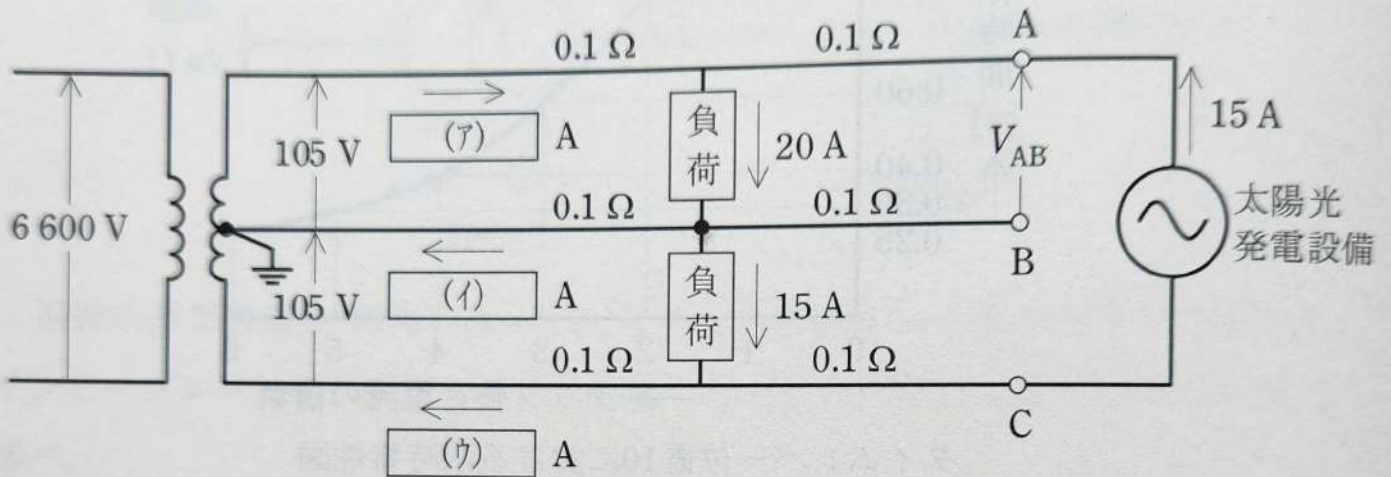 0.1 Ω
0.1 Ω
A
105 V
(ア)
A
負荷
20 A
V_AB
15 A
6 600 V
0.1 Ω
0.1 Ω
B
太陽光
発電設備
105 V
(イ)
A
負荷
15 A
0.1 Ω
0.1 Ω
C
(ウ)
A